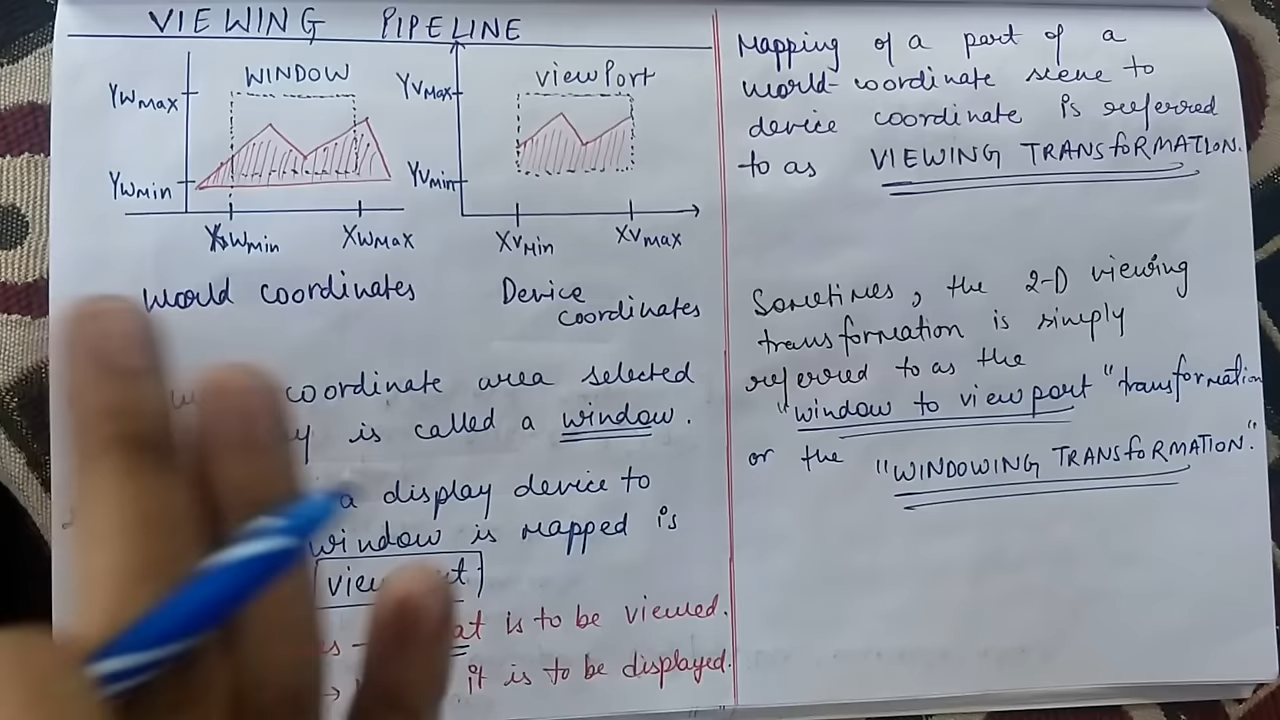 VIEWING PIPELINE
WINDOW
YWMax
YWMin
XWMin
XWMax
World coordinates
viewPort
YVMax
YVMin
XVMin
XVMax
Device
coordinates
coordinate area selected
is called a window.
a display device to
window is mapped is
is to be viewed.
it is to be displayed.
Mapping of a part of a
world-coordinate scene to
device coordinate is referred
to as VIEWING TRANSFORMATION.
Sometimes, the 2-D viewing
transformation is simply
referred to as the
"window to viewport "transformation
or the "WINDOWING TRANSFORMATION."